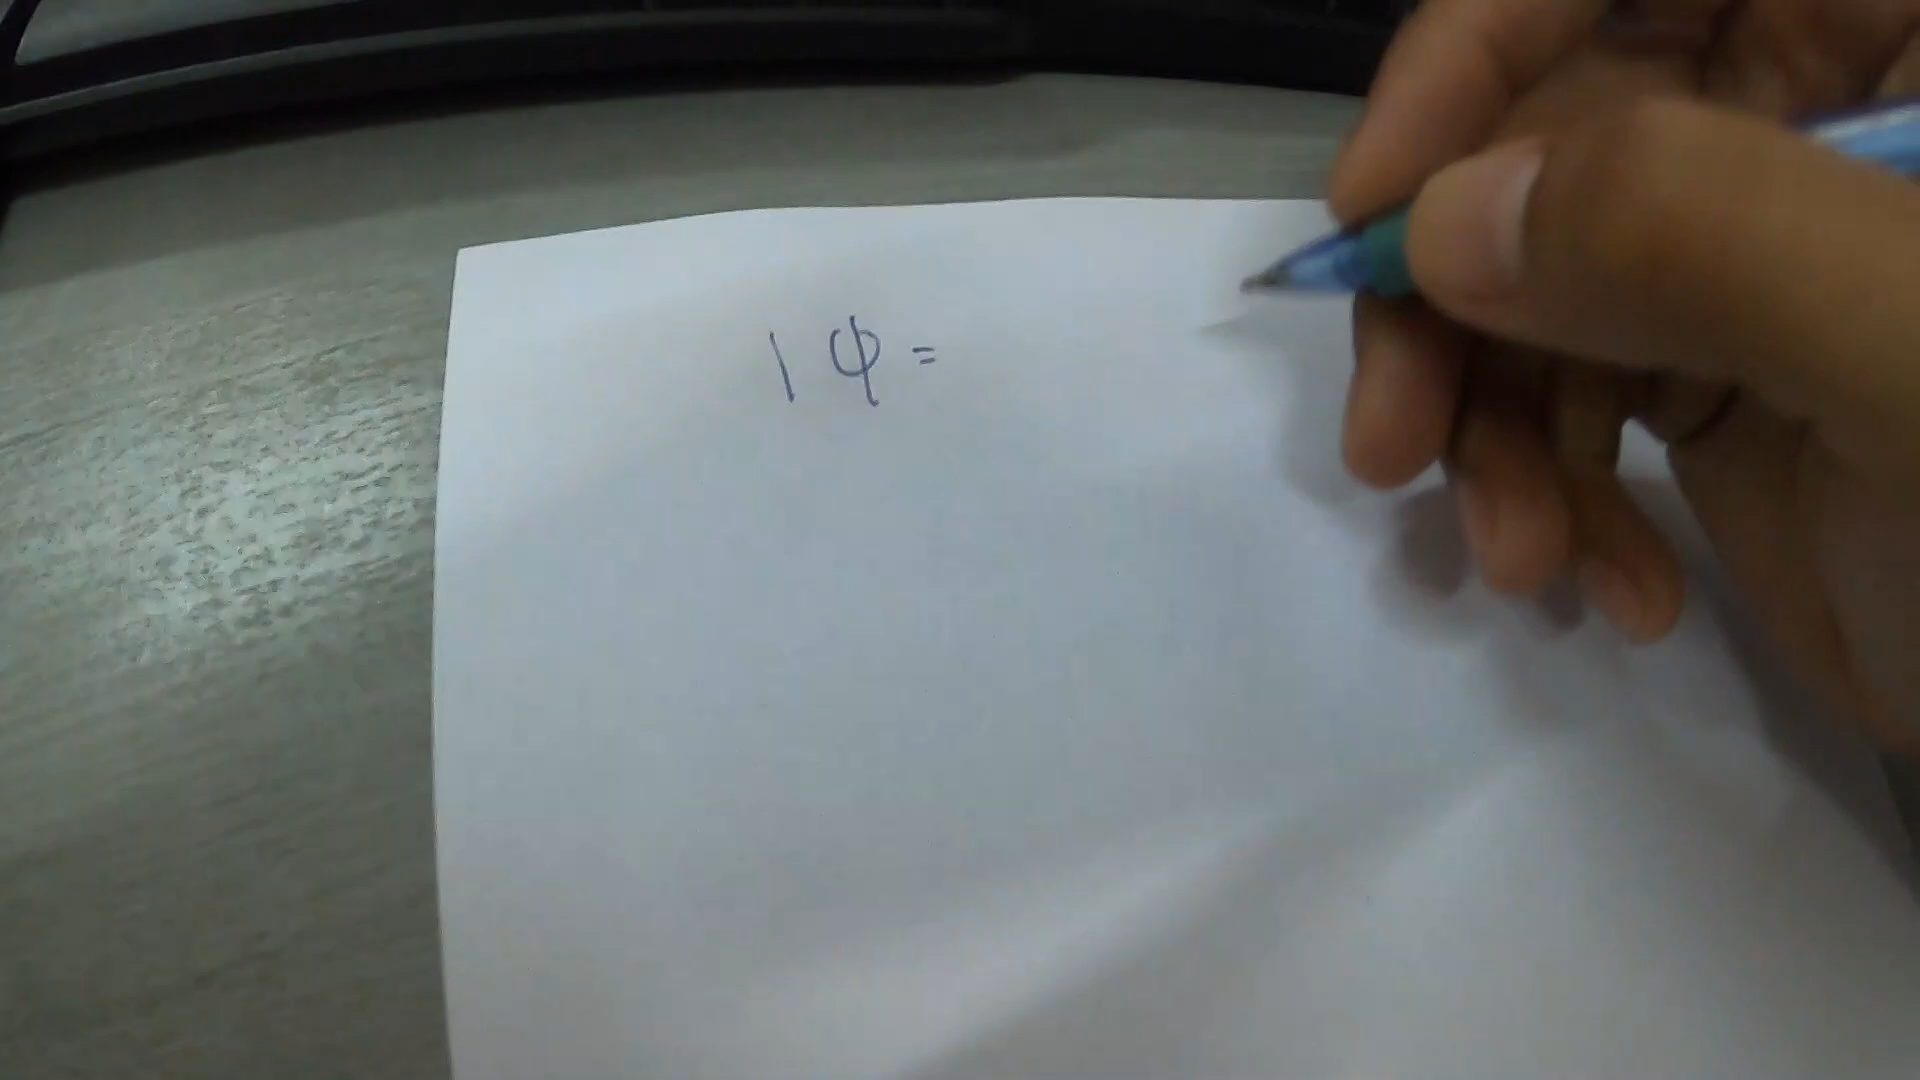 1 φ =